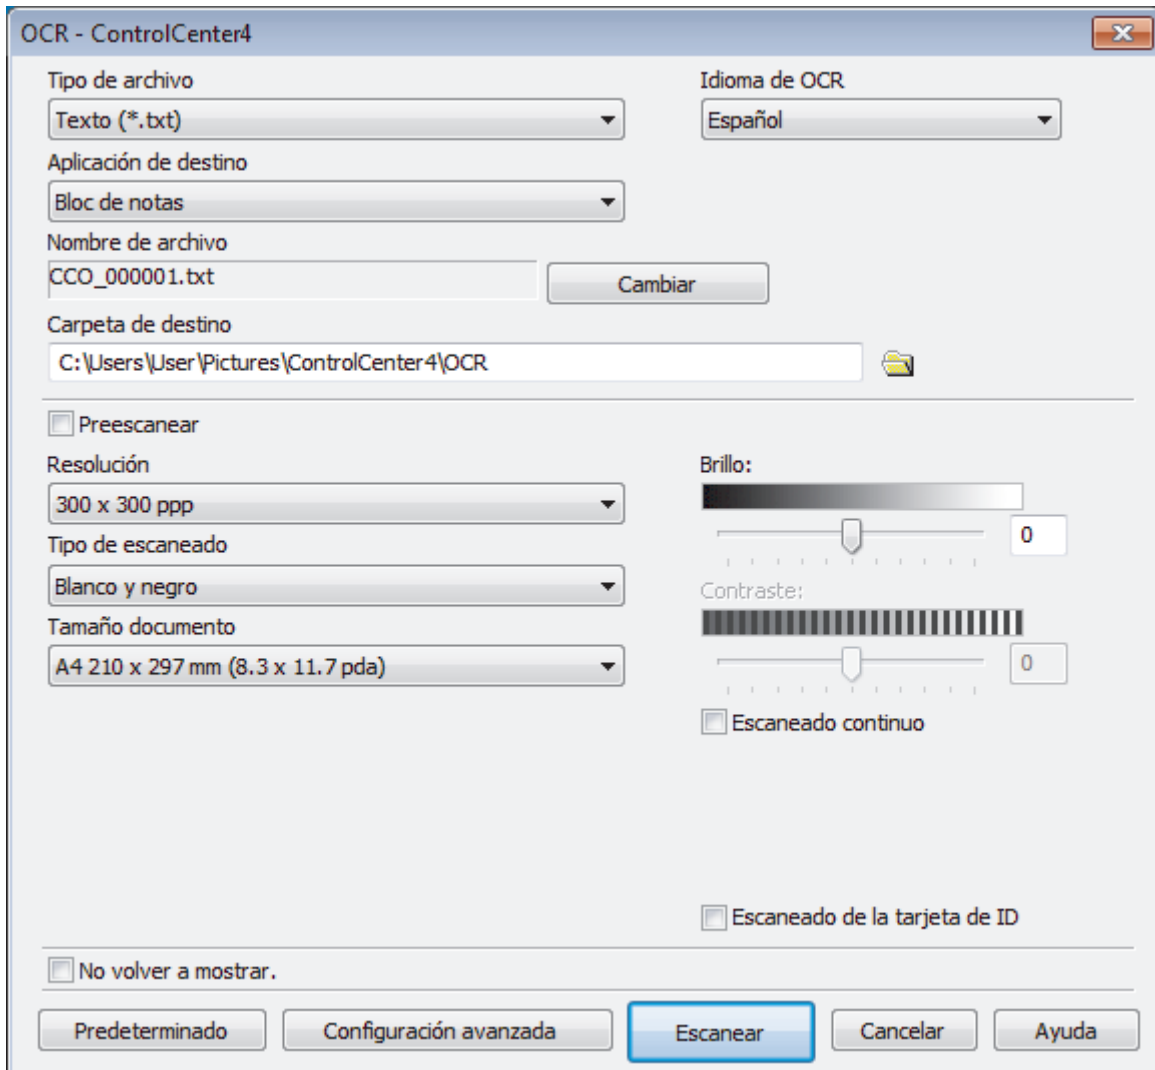 OCR - ControlCenter4
Tipo de archivo
Idioma de OCR
Texto (*.txt)
Español
Aplicación de destino
Bloc de notas
Nombre de archivo
CCO_000001.txt
Cambiar
Carpeta de destino
C:\Users\User\Pictures\ControlCenter4\OCR
Preescanear
Resolución
Brillo:
300 x 300 ppp
0
Tipo de escaneado
Blanco y negro
Contraste:
Tamaño documento
A4 210 x 297 mm (8.3 x 11.7 pda)
0
Escaneado continuo
Escaneado de la tarjeta de ID
No volver a mostrar.
Predeterminado
Configuración avanzada
Escanear
Cancelar
Ayuda